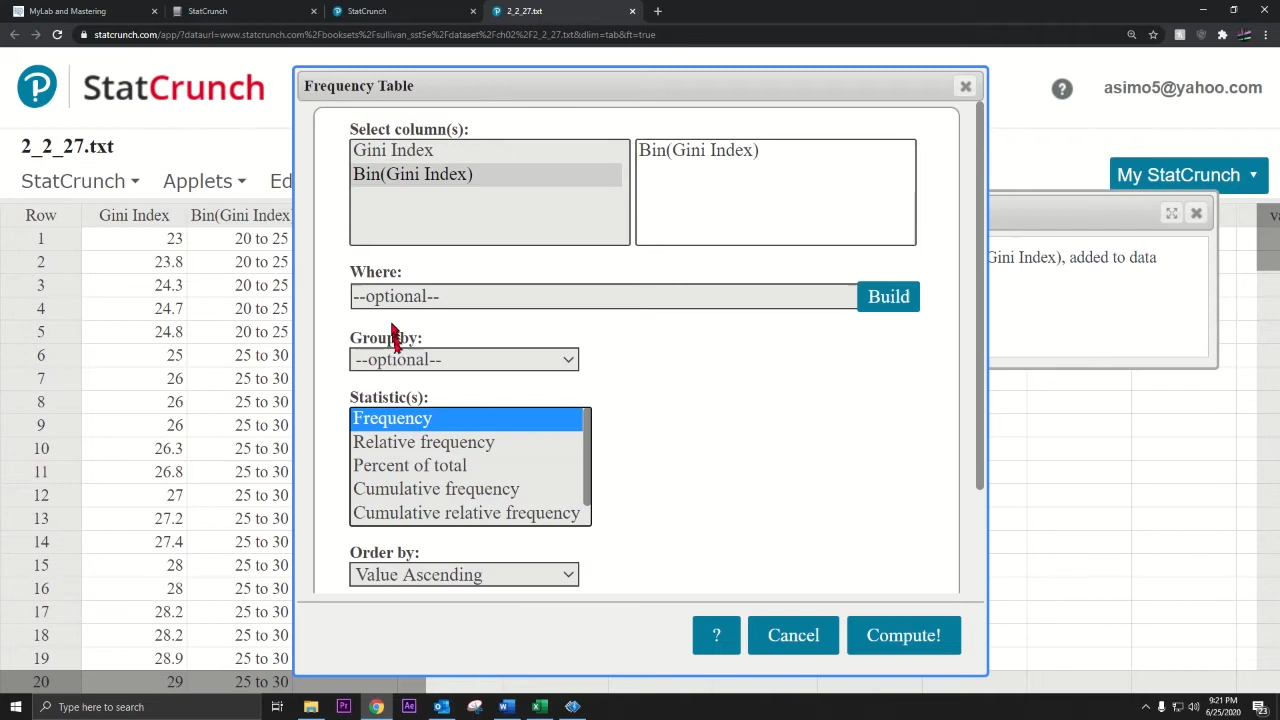 MyLab and Mastering
StatCrunch
StatCrunch
2_2_27.txt
statcrunch.com/app/?dataurl=www.statcrunch.com%2Fbooksets%2Fsullivan_sst5e%2Fdataset%2Fch02%2F2_2_27.txt&dlim=tab&ft=true
StatCrunch
asimo5@yahoo.com
2_2_27.txt
StatCrunch Applets Ed
My StatCrunch
Row Gini Index Bin(Gini Index
1 23 20 to 25
2 23.8 20 to 25
3 24.3 20 to 25
4 24.7 20 to 25
5 24.8 20 to 25
6 25 25 to 30
7 26 25 to 30
8 26 25 to 30
9 26 25 to 30
10 26.3 25 to 30
11 26.8 25 to 30
12 27 25 to 30
13 27.2 25 to 30
14 27.4 25 to 30
15 28 25 to 30
16 28 25 to 30
17 28.2 25 to 30
18 28.2 25 to 30
19 28.9 25 to 30
20 29 25 to 30
Frequency Table
Select column(s):
Gini Index
Bin(Gini Index)
Bin(Gini Index)
Where:
--optional--
Build
Group by:
--optional--
Statistic(s):
Frequency
Relative frequency
Percent of total
Cumulative frequency
Cumulative relative frequency
Order by:
Value Ascending
?
Cancel
Compute!
Gini Index), added to data
Type here to search
9:21 PM
6/25/2020